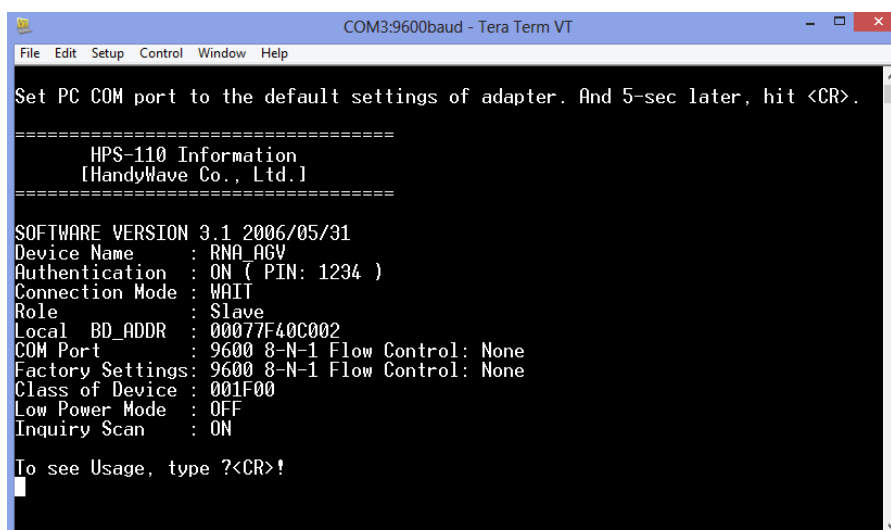 COM3:9600baud - Tera Term VT
File Edit Setup Control Window Help
Set PC COM port to the default settings of adapter. And 5-sec later, hit <CR>.
===================================
HPS-110 Information
[HandyWave Co., Ltd.]
===================================
SOFTWARE VERSION 3.1 2006/05/31
Device Name : RNA_AGV
Authentication : ON ( PIN: 1234 )
Connection Mode : WAIT
Role : Slave
Local BD_ADDR : 00077F40C002
COM Port : 9600 8-N-1 Flow Control: None
Factory Settings: 9600 8-N-1 Flow Control: None
Class of Device : 001F00
Low Power Mode : OFF
Inquiry Scan : ON
To see Usage, type ?<CR>!